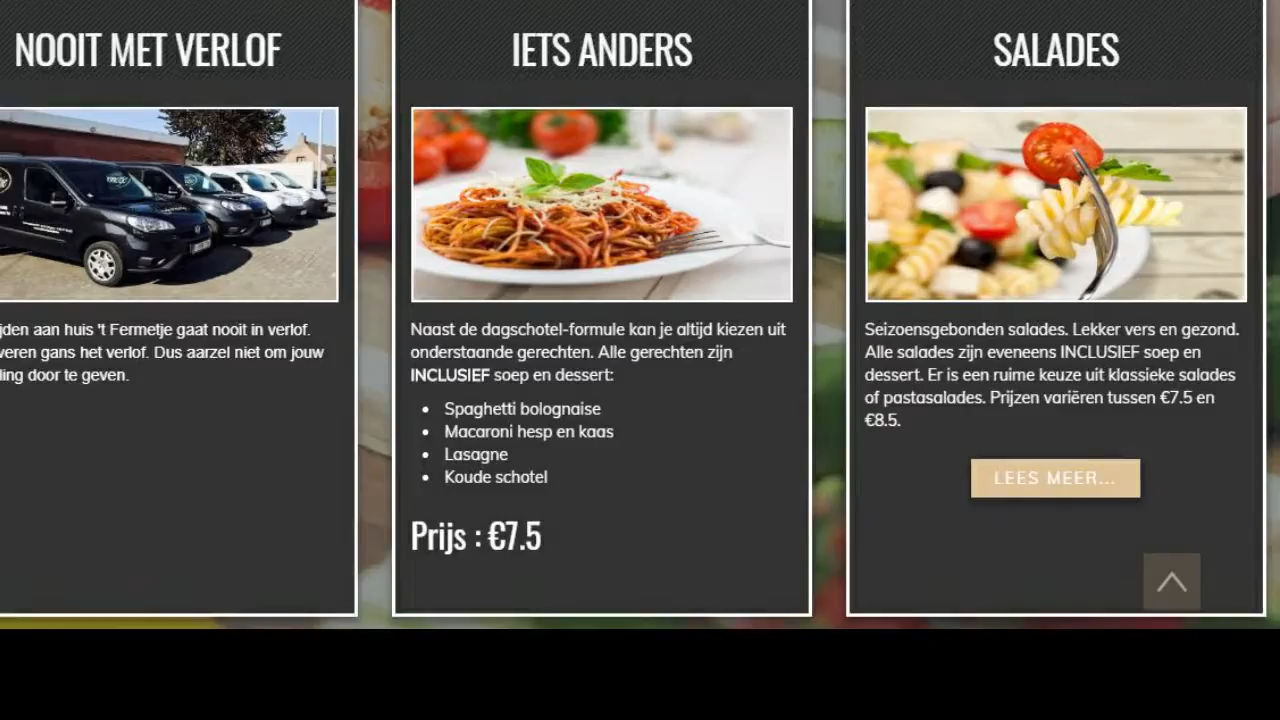 NOOIT MET VERLOF
jden aan huis 't Fermetje gaat nooit in verlof.
veren gans het verlof. Dus aarzel niet om jouw
ling door te geven.
IETS ANDERS
Naast de dagschotel-formule kan je altijd kiezen uit
onderstaande gerechten. Alle gerechten zijn
INCLUSIEF soep en dessert:
• Spaghetti bolognaise
• Macaroni hesp en kaas
• Lasagne
• Koude schotel
Prijs : €7.5
SALADES
Seizoensgebonden salades. Lekker vers en gezond.
Alle salades zijn eveneens INCLUSIEF soep en
dessert. Er is een ruime keuze uit klassieke salades
of pastasalades. Prijzen variëren tussen €7.5 en
€8.5.
LEES MEER...